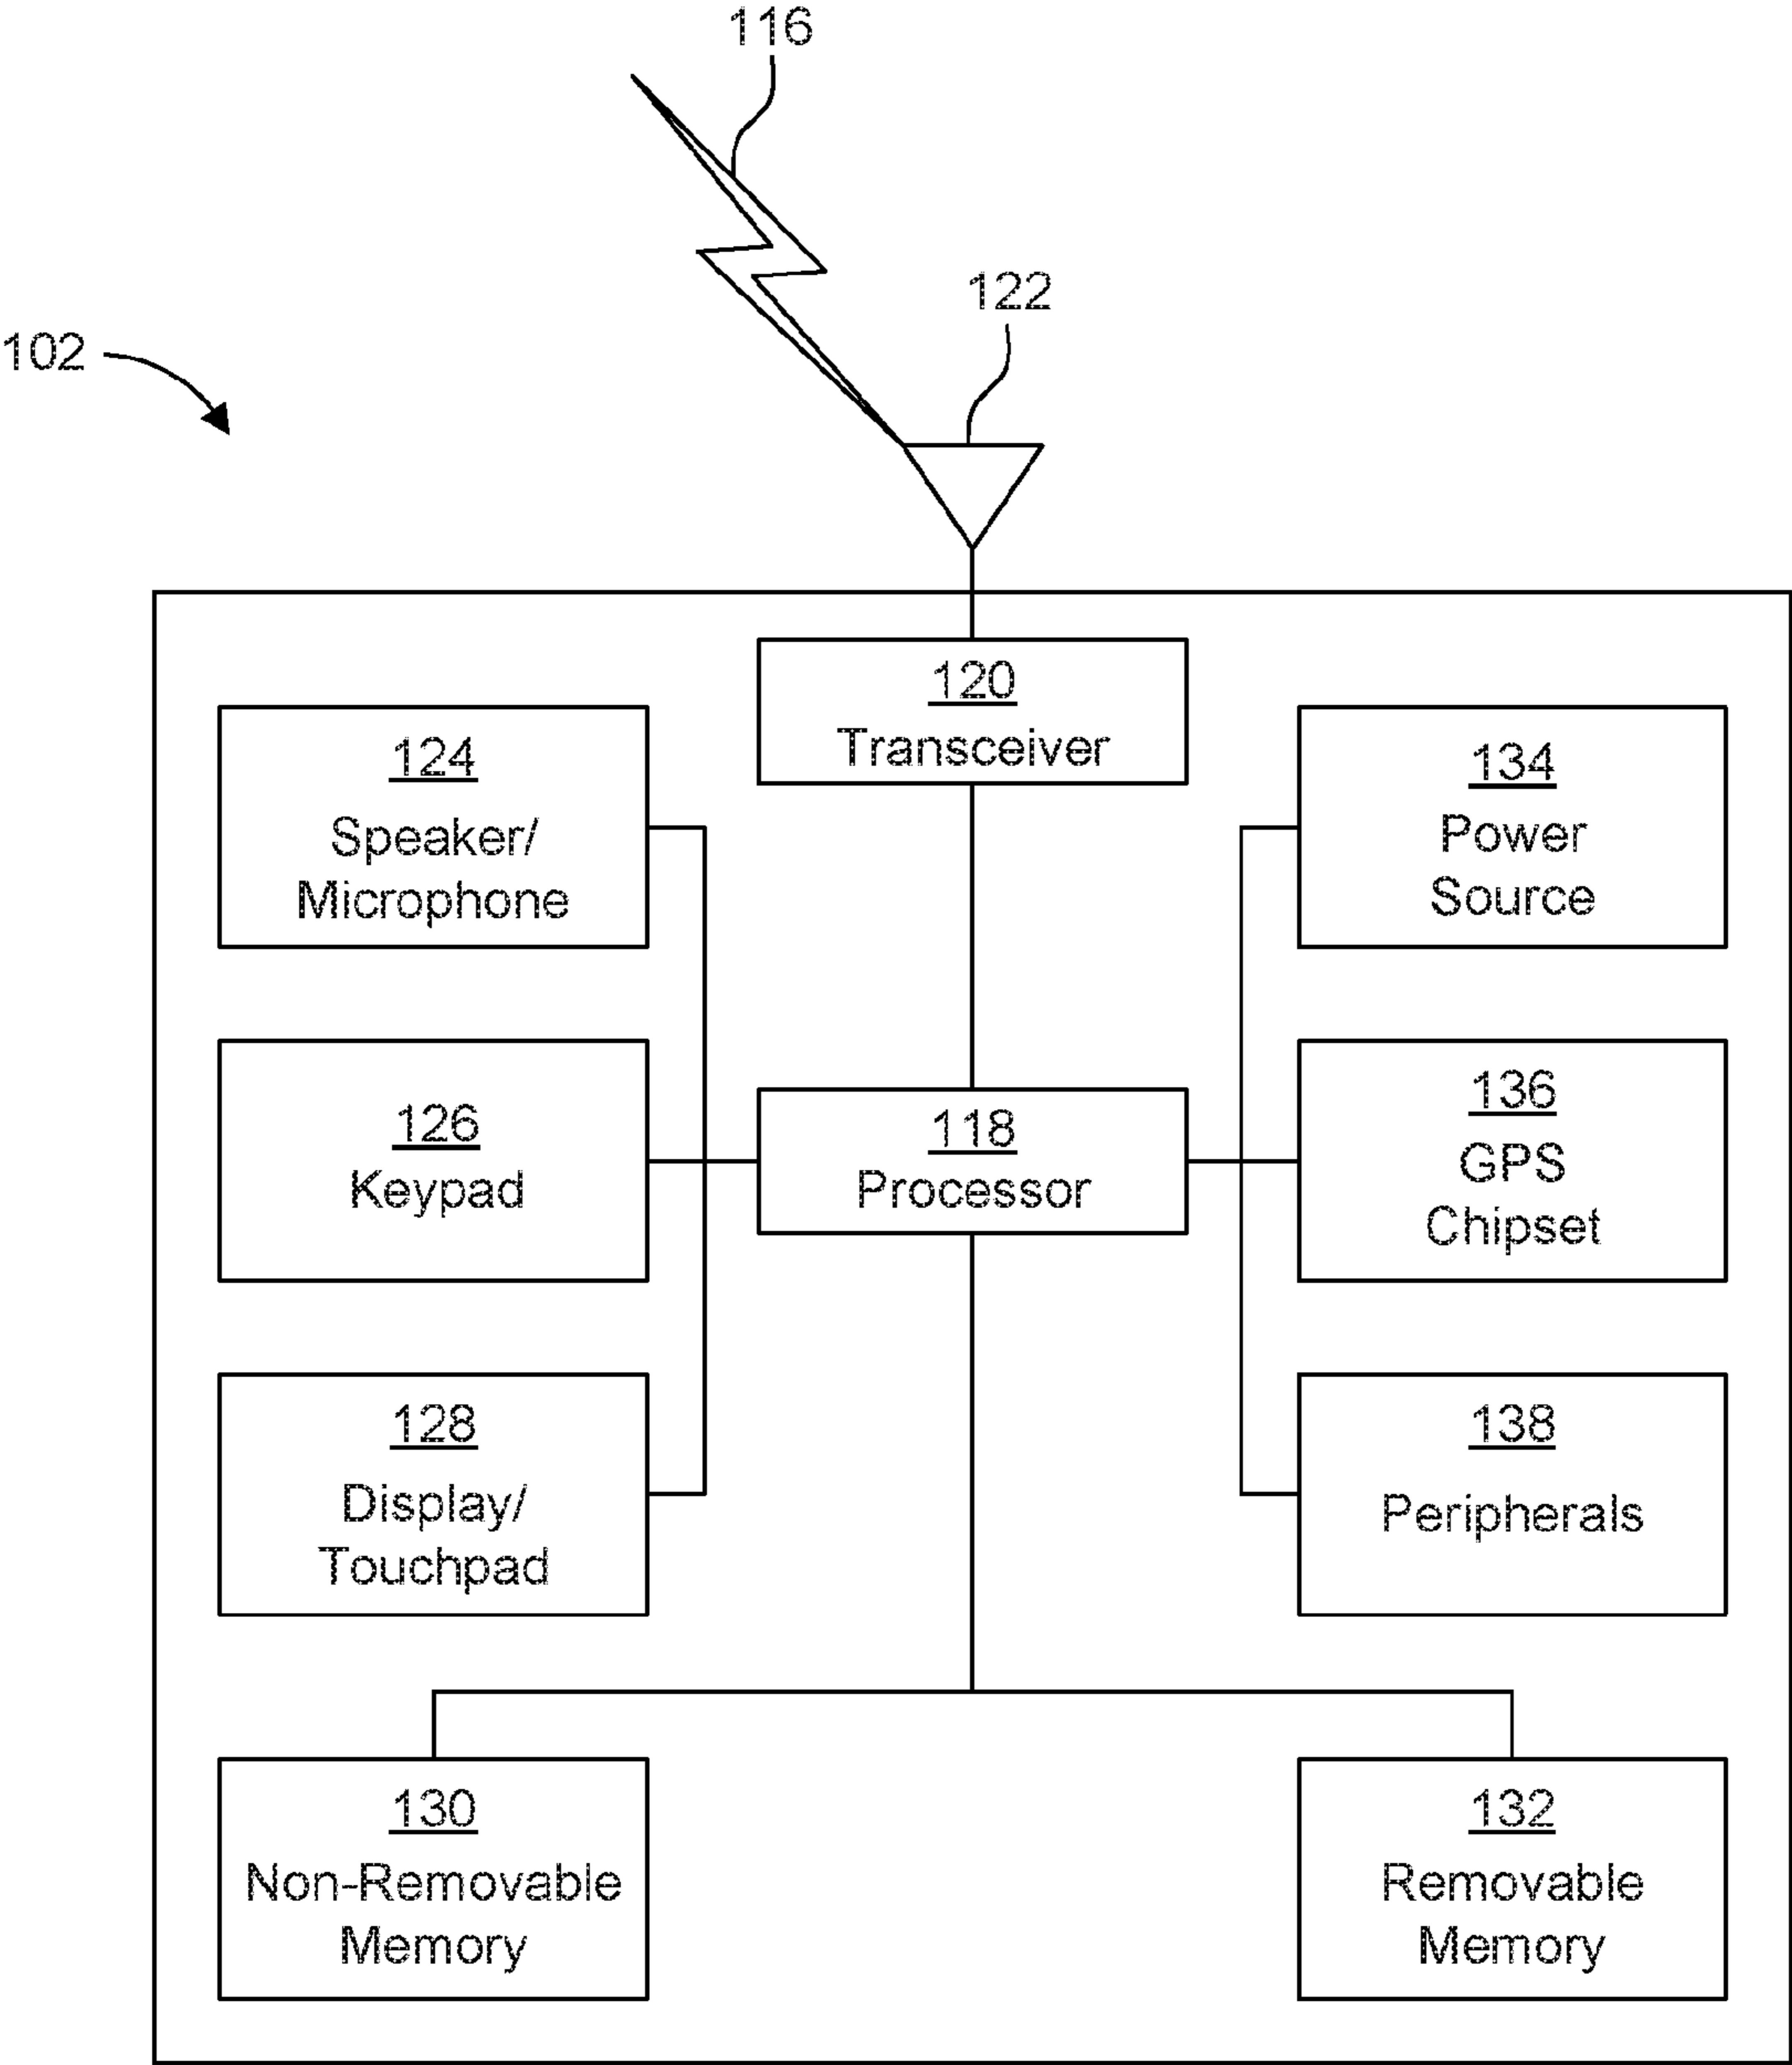 116
122
102
120
Transceiver
124
Speaker/
Microphone
134
Power
Source
126
Keypad
118
Processor
136
GPS
Chipset
128
Display/
Touchpad
138
Peripherals
130
Non-Removable
Memory
132
Removable
Memory